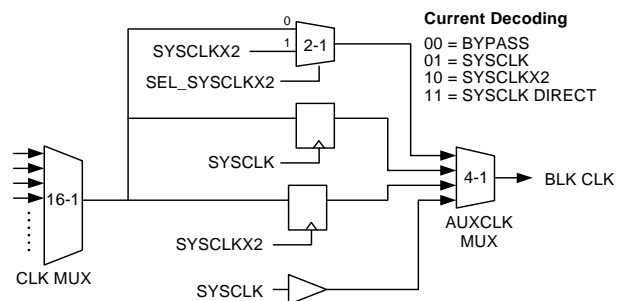 Current Decoding
00 = BYPASS
01 = SYSCLK
10 = SYSCLKX2
11 = SYSCLK DIRECT
0
SYSCLKX2
1
2-1
SEL_SYSCLKX2
SYSCLK
16-1
4-1
BLK CLK
AUXCLK
MUX
SYSCLKX2
CLK MUX
SYSCLK